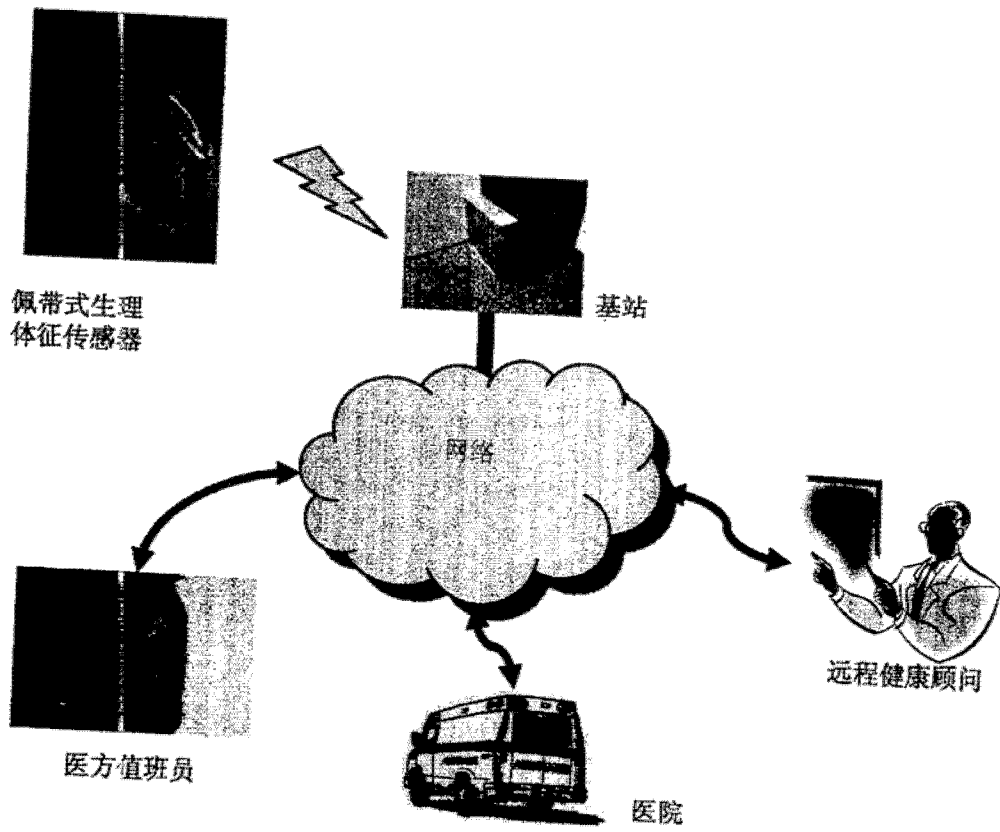 佩带式生理
体征传感器
基站
网络
远程健康顾问
医方值班员
医院